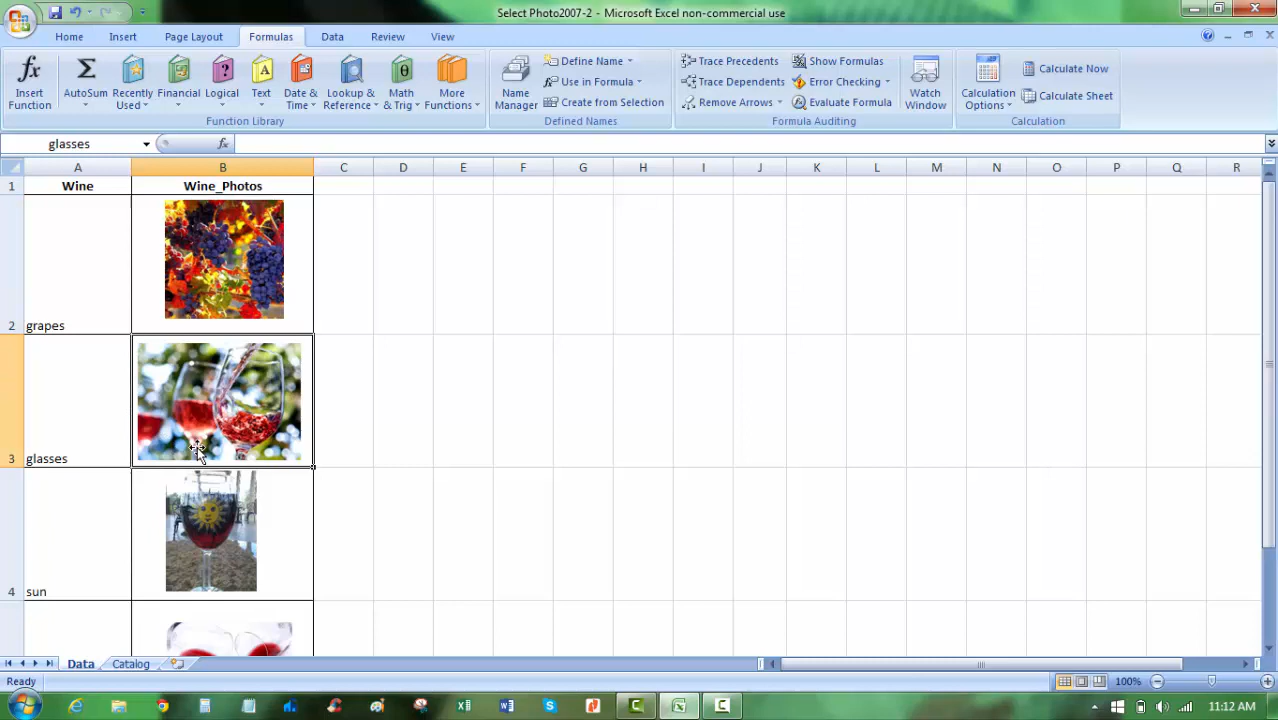 Select Photo2007-2 - Microsoft Excel non-commercial use
Home Insert Page Layout Formulas Data Review View
Insert Function
AutoSum
Recently Used
Financial
Logical
Text
Date & Time
Lookup & Reference
Math & Trig
More Functions
Function Library
Name Manager
Define Name
Use in Formula
Create from Selection
Defined Names
Trace Precedents
Trace Dependents
Remove Arrows
Show Formulas
Error Checking
Evaluate Formula
Formula Auditing
Watch Window
Calculation Options
Calculate Now
Calculate Sheet
Calculation
glasses fx
A B C D E F G H I J K L M N O P Q R
1 Wine Wine_Photos
2 grapes
3 glasses
4 sun
Data Catalog
Ready 100%
11:12 AM